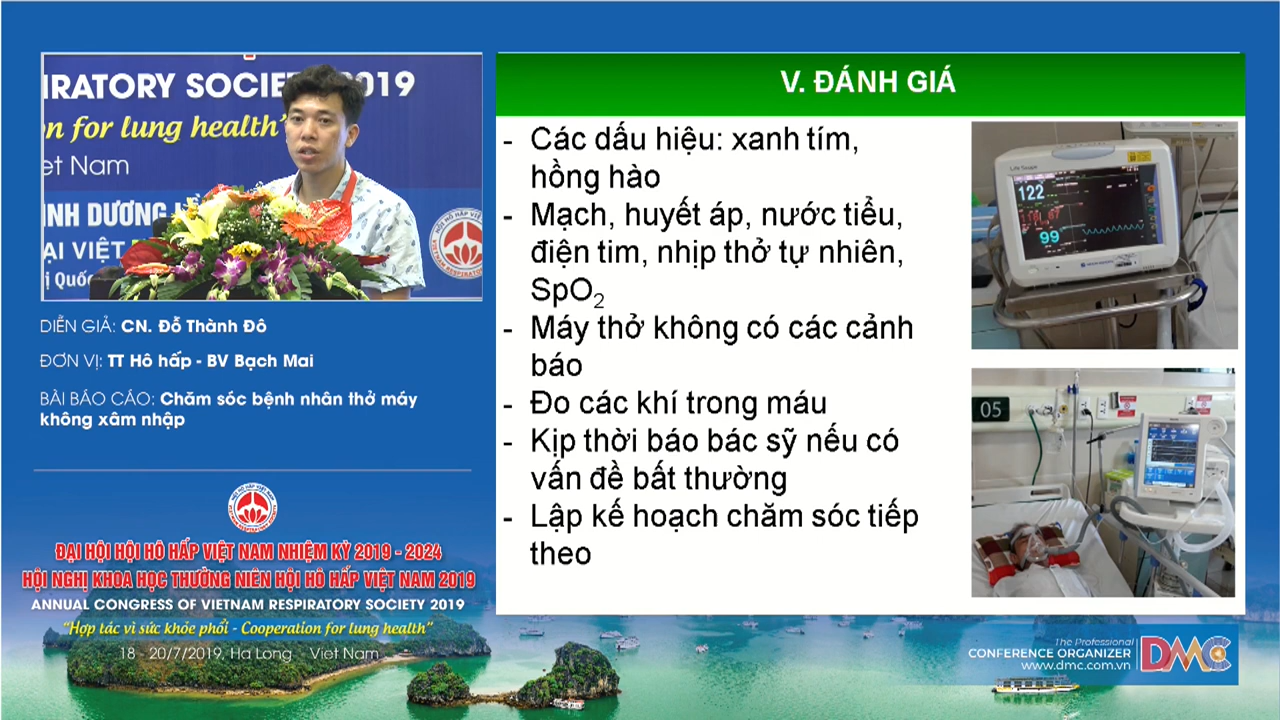 IRATORY SOCIETY 2019
on for lung health"
et Nam
INH DƯƠNG
ẠI VIỆT
ị Quốc
DIỄN GIẢ: CN. Đỗ Thành Đô
ĐƠN VỊ: TT Hô hấp - BV Bạch Mai
BÀI BÁO CÁO: Chăm sóc bệnh nhân thở máy
không xâm nhập
ĐẠI HỘI HỘI HÔ HẤP VIỆT NAM NHIỆM KỲ 2019 - 2024
HỘI NGHỊ KHOA HỌC THƯỜNG NIÊN HỘI HÔ HẤP VIỆT NAM 2019
ANNUAL CONGRESS OF VIETNAM RESPIRATORY SOCIETY 2019
"Hợp tác vì sức khỏe phổi - Cooperation for lung health"
18 - 20/7/2019, Ha Long Viet Nam
V. ĐÁNH GIÁ
- Các dấu hiệu: xanh tím,
hồng hào
- Mạch, huyết áp, nước tiểu,
điện tim, nhịp thở tự nhiên,
SpO₂
- Máy thở không có các cảnh
báo
- Đo các khí trong máu
- Kịp thời báo bác sỹ nếu có
vấn đề bất thường
- Lập kế hoạch chăm sóc tiếp
theo
122
99
05
The Professional
CONFERENCE ORGANIZER
www.dmc.com.vn
DMC